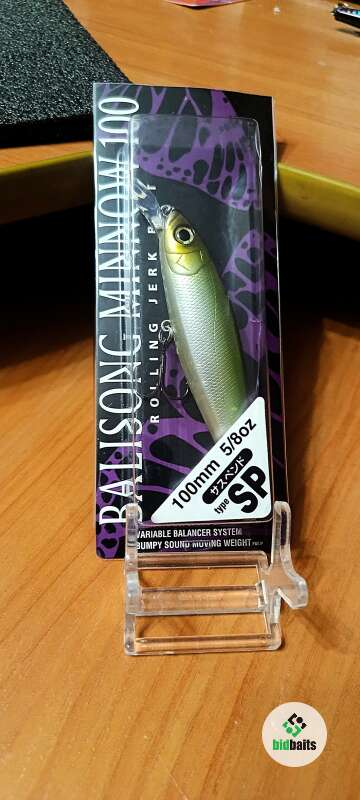 BALISONG MINNOW 100
ROLLING JERK
100mm 5/8oz
サスペンド
type SP
VARIABLE BALANCER SYSTEM
BUMPY SOUND MOVING WEIGHT
bidbaits